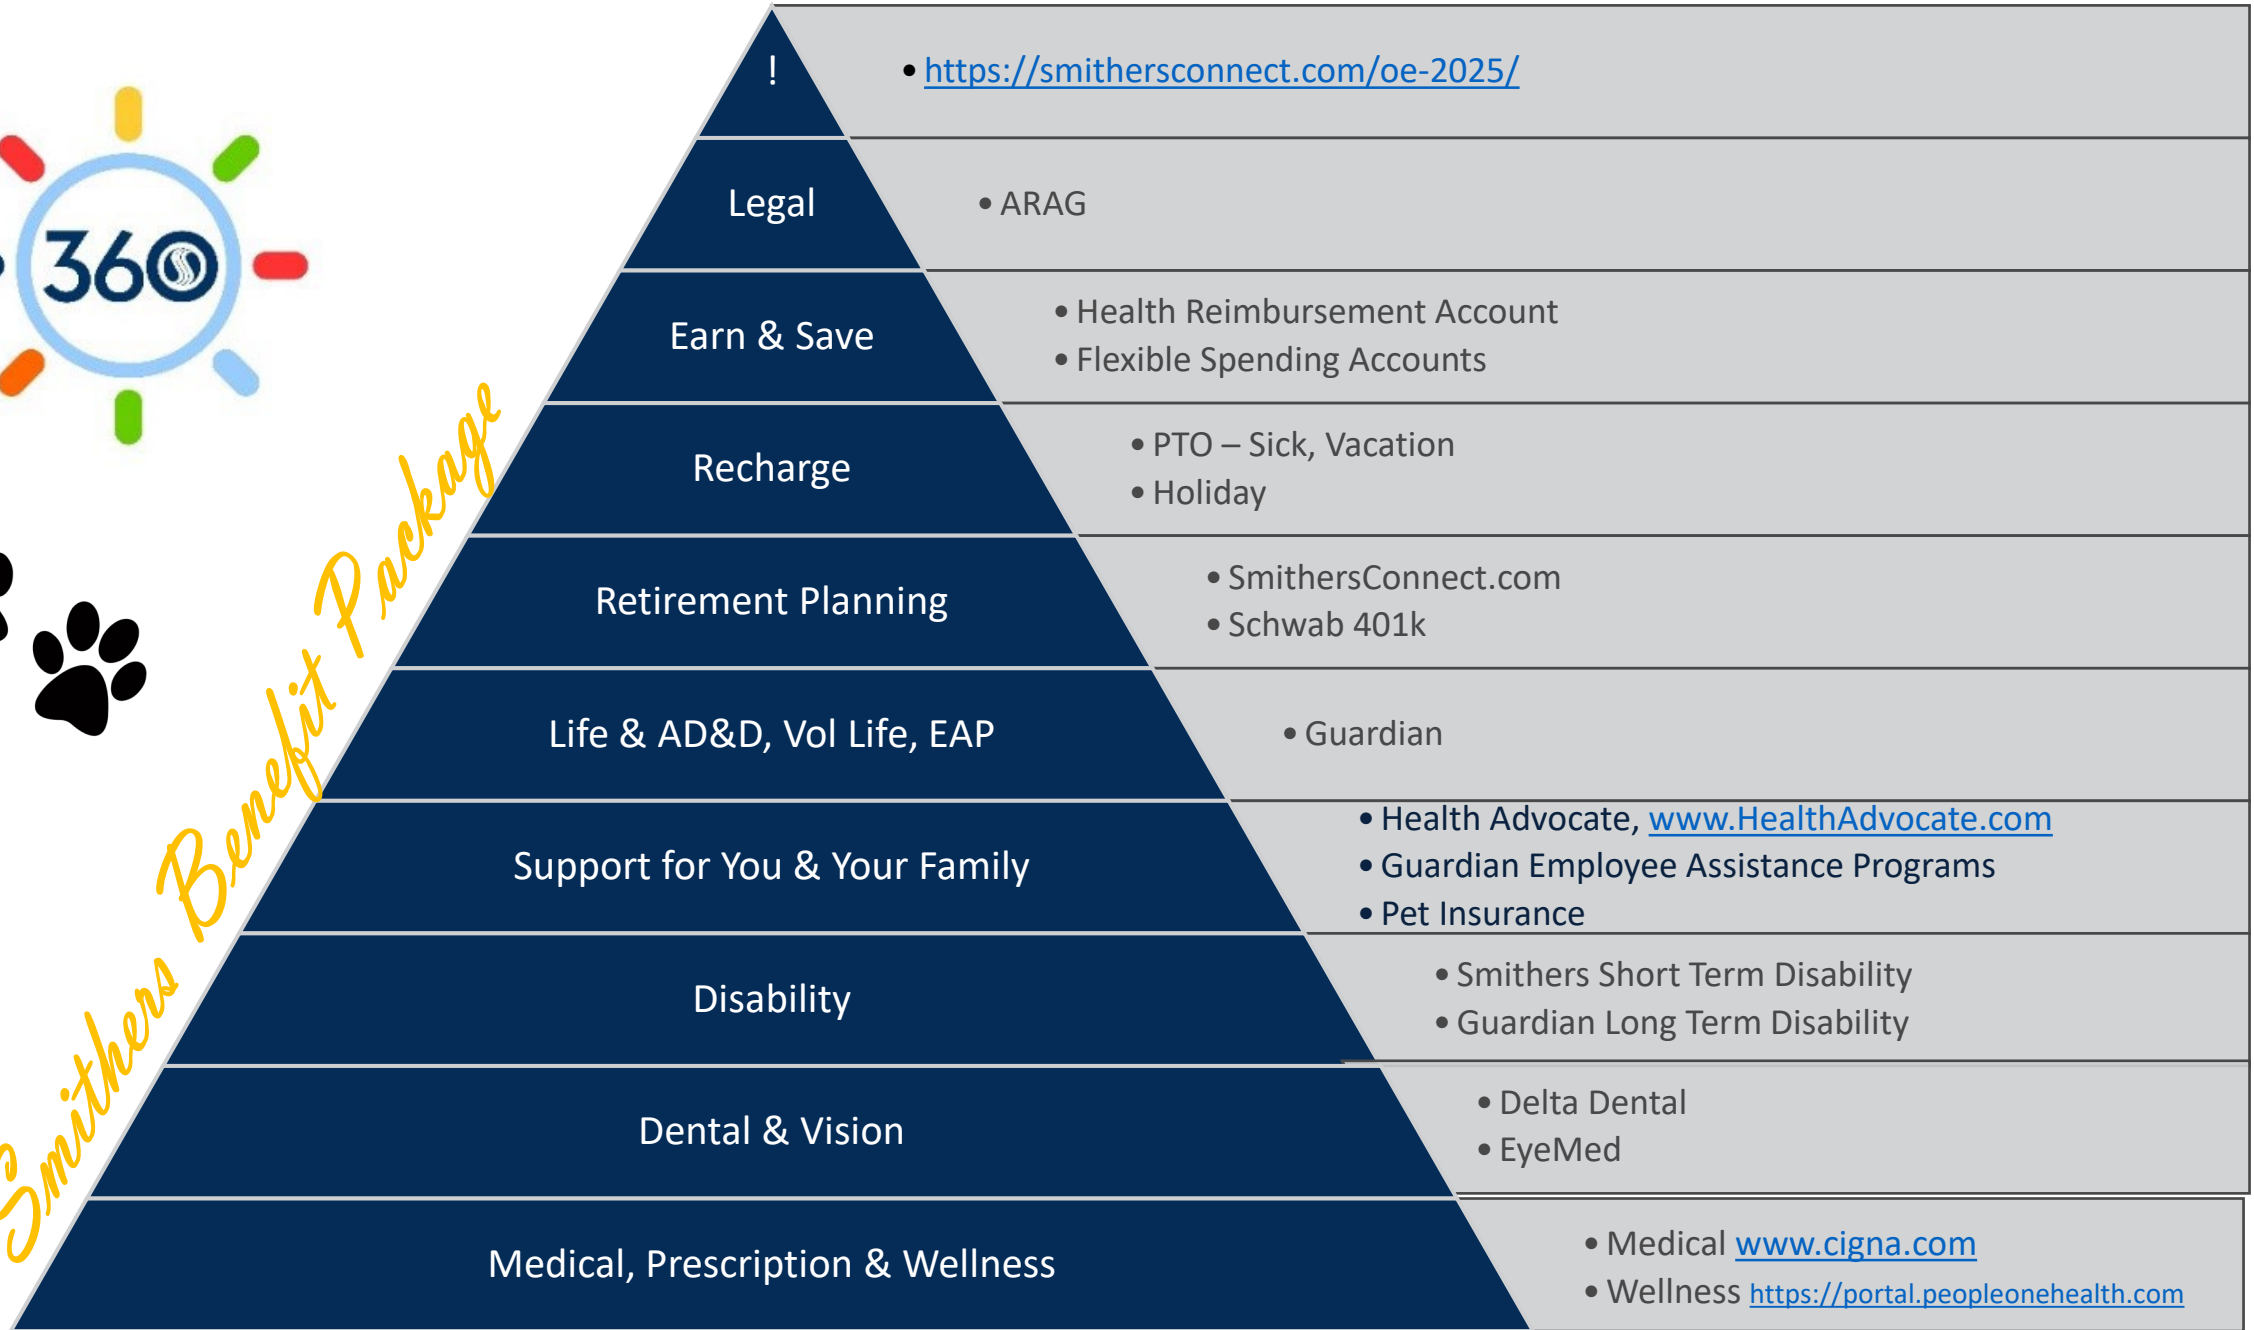 !
• https://smithersconnect.com/oe-2025/
Legal
• ARAG
Earn & Save
• Health Reimbursement Account
• Flexible Spending Accounts
Recharge
• PTO – Sick, Vacation
• Holiday
Retirement Planning
• SmithersConnect.com
• Schwab 401k
Life & AD&D, Vol Life, EAP
• Guardian
Support for You & Your Family
• Health Advocate, www.HealthAdvocate.com
• Guardian Employee Assistance Programs
• Pet Insurance
Disability
• Smithers Short Term Disability
• Guardian Long Term Disability
Dental & Vision
• Delta Dental
• EyeMed
Medical, Prescription & Wellness
• Medical www.cigna.com
• Wellness https://portal.peopleonehealth.com
360
Smithers Benefit Package